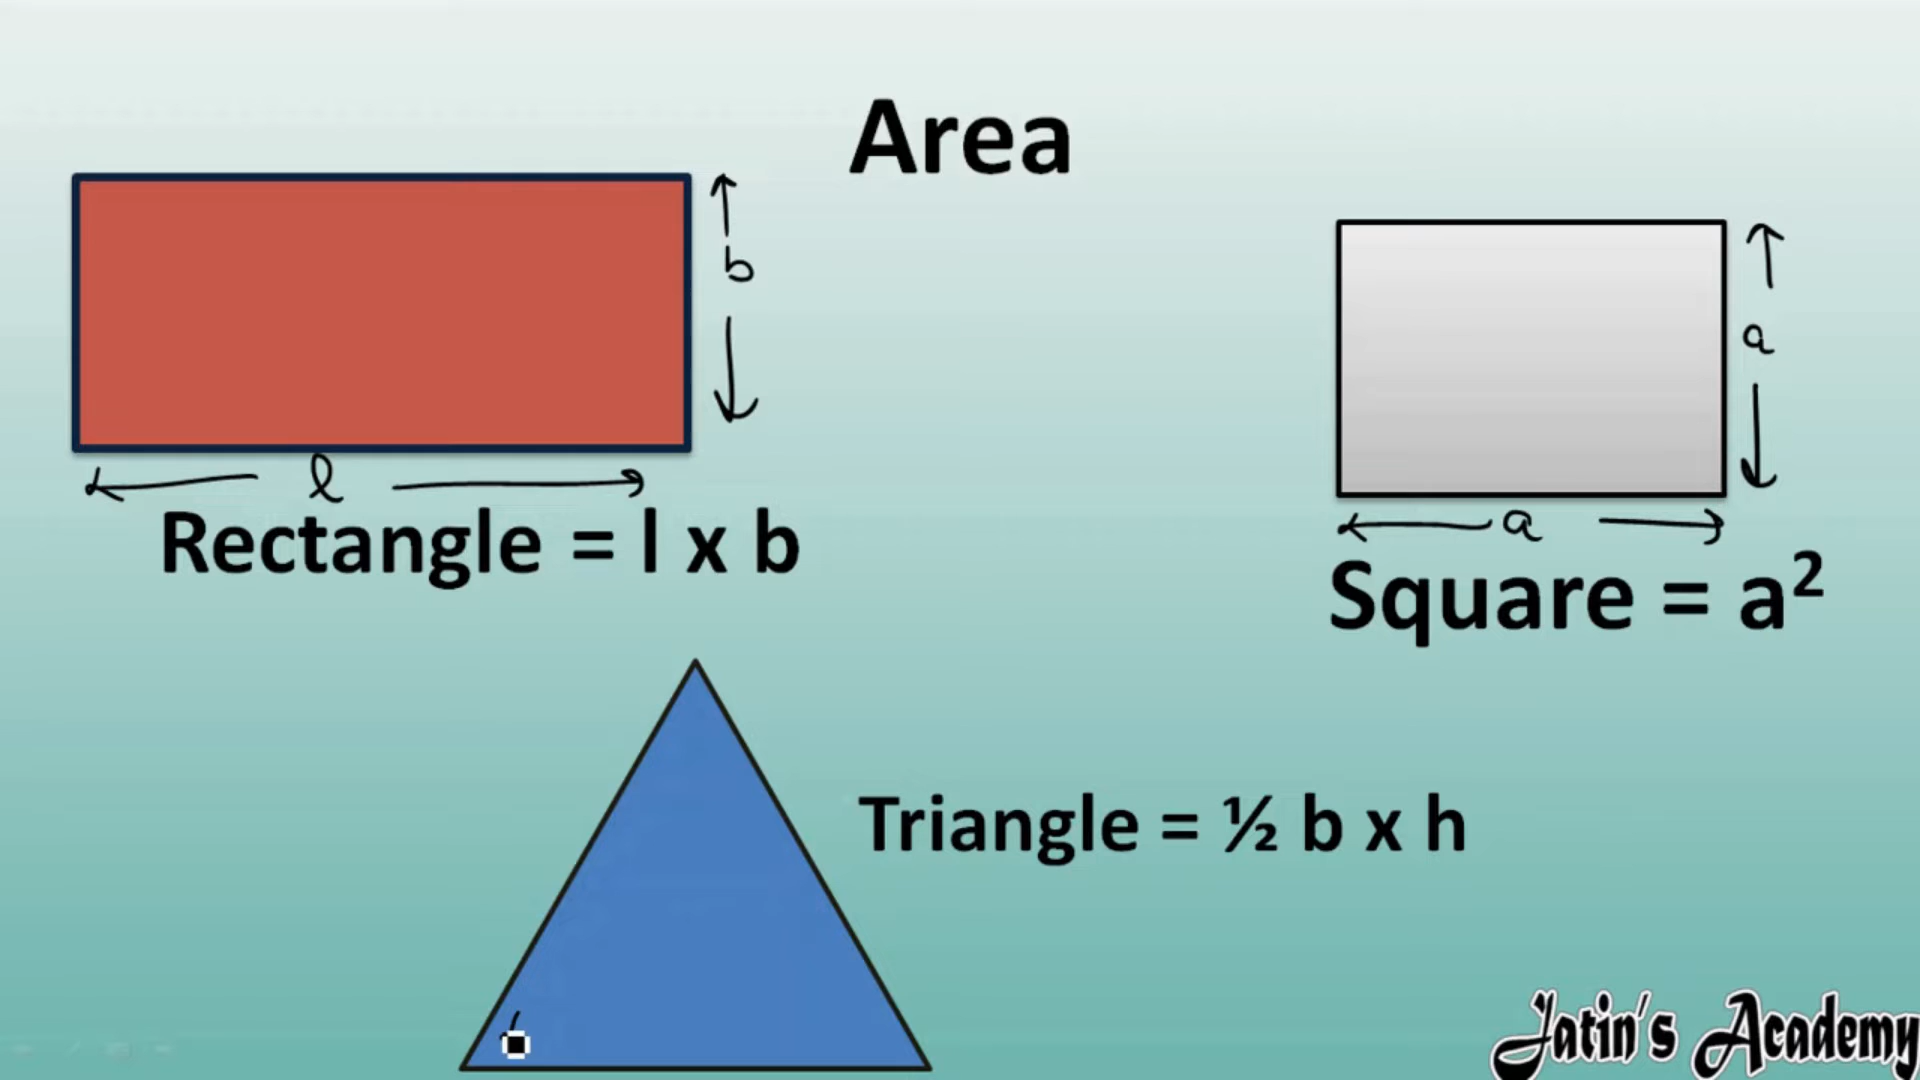 Area
b
l
Rectangle = l x b
a
a
Square = a²
Triangle = ½ b x h
Jatin's Academy